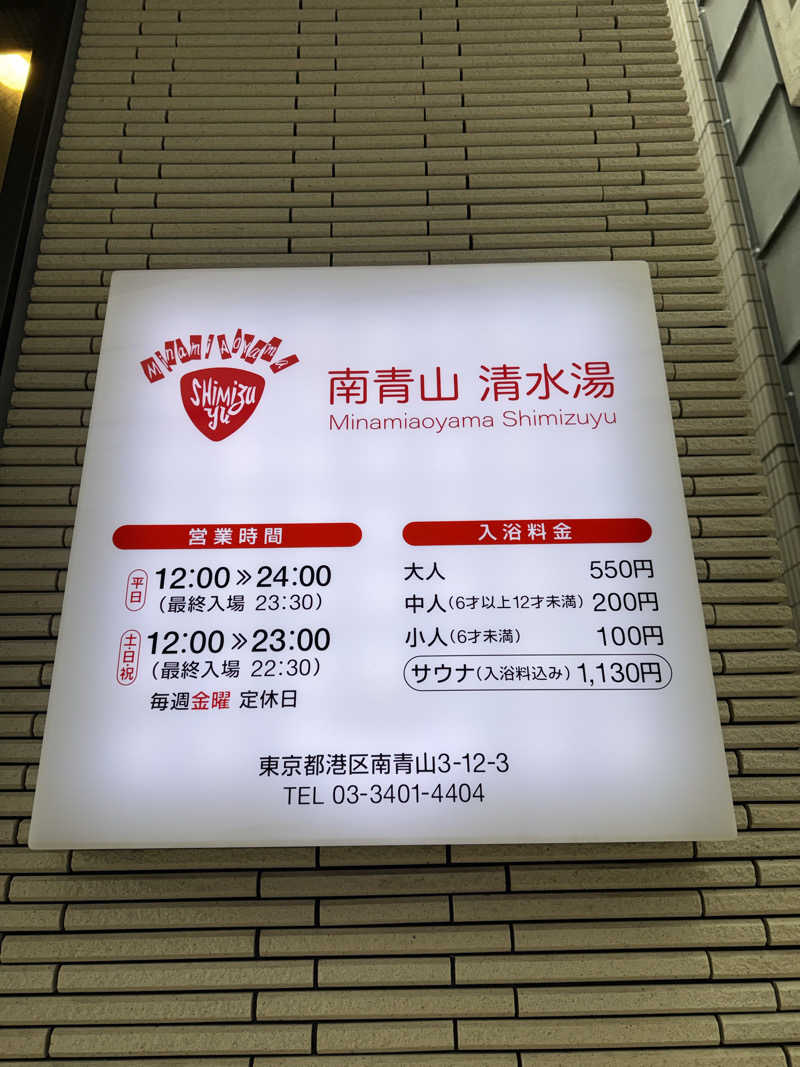 Minami Aoyama
SHIMIZU
yu
南青山 清水湯
Minamiaoyama Shimizuyu
営業時間
平日 12:00 » 24:00
(最終入場 23:30)
土・日・祝 12:00 » 23:00
(最終入場 22:30)
毎週金曜 定休日
入浴料金
大人 550円
中人(6才以上12才未満) 200円
小人(6才未満) 100円
サウナ(入浴料込み) 1,130円
東京都港区南青山3-12-3
TEL 03-3401-4404